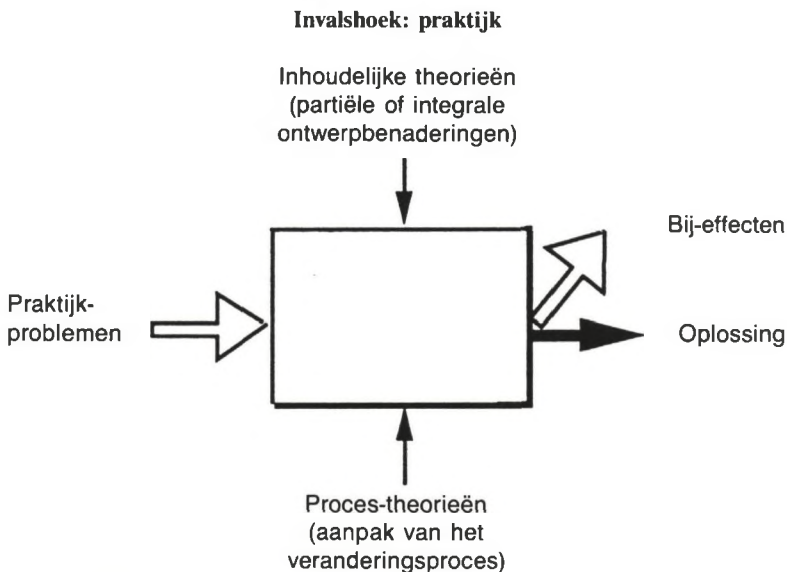 Invalshoek: praktijk
Inhoudelijke theorieën
(partiële of integrale
ontwerpbenaderingen)
Bij-effecten
Praktijk-
problemen
Oplossing
Proces-theorieën
(aanpak van het
veranderingsproces)